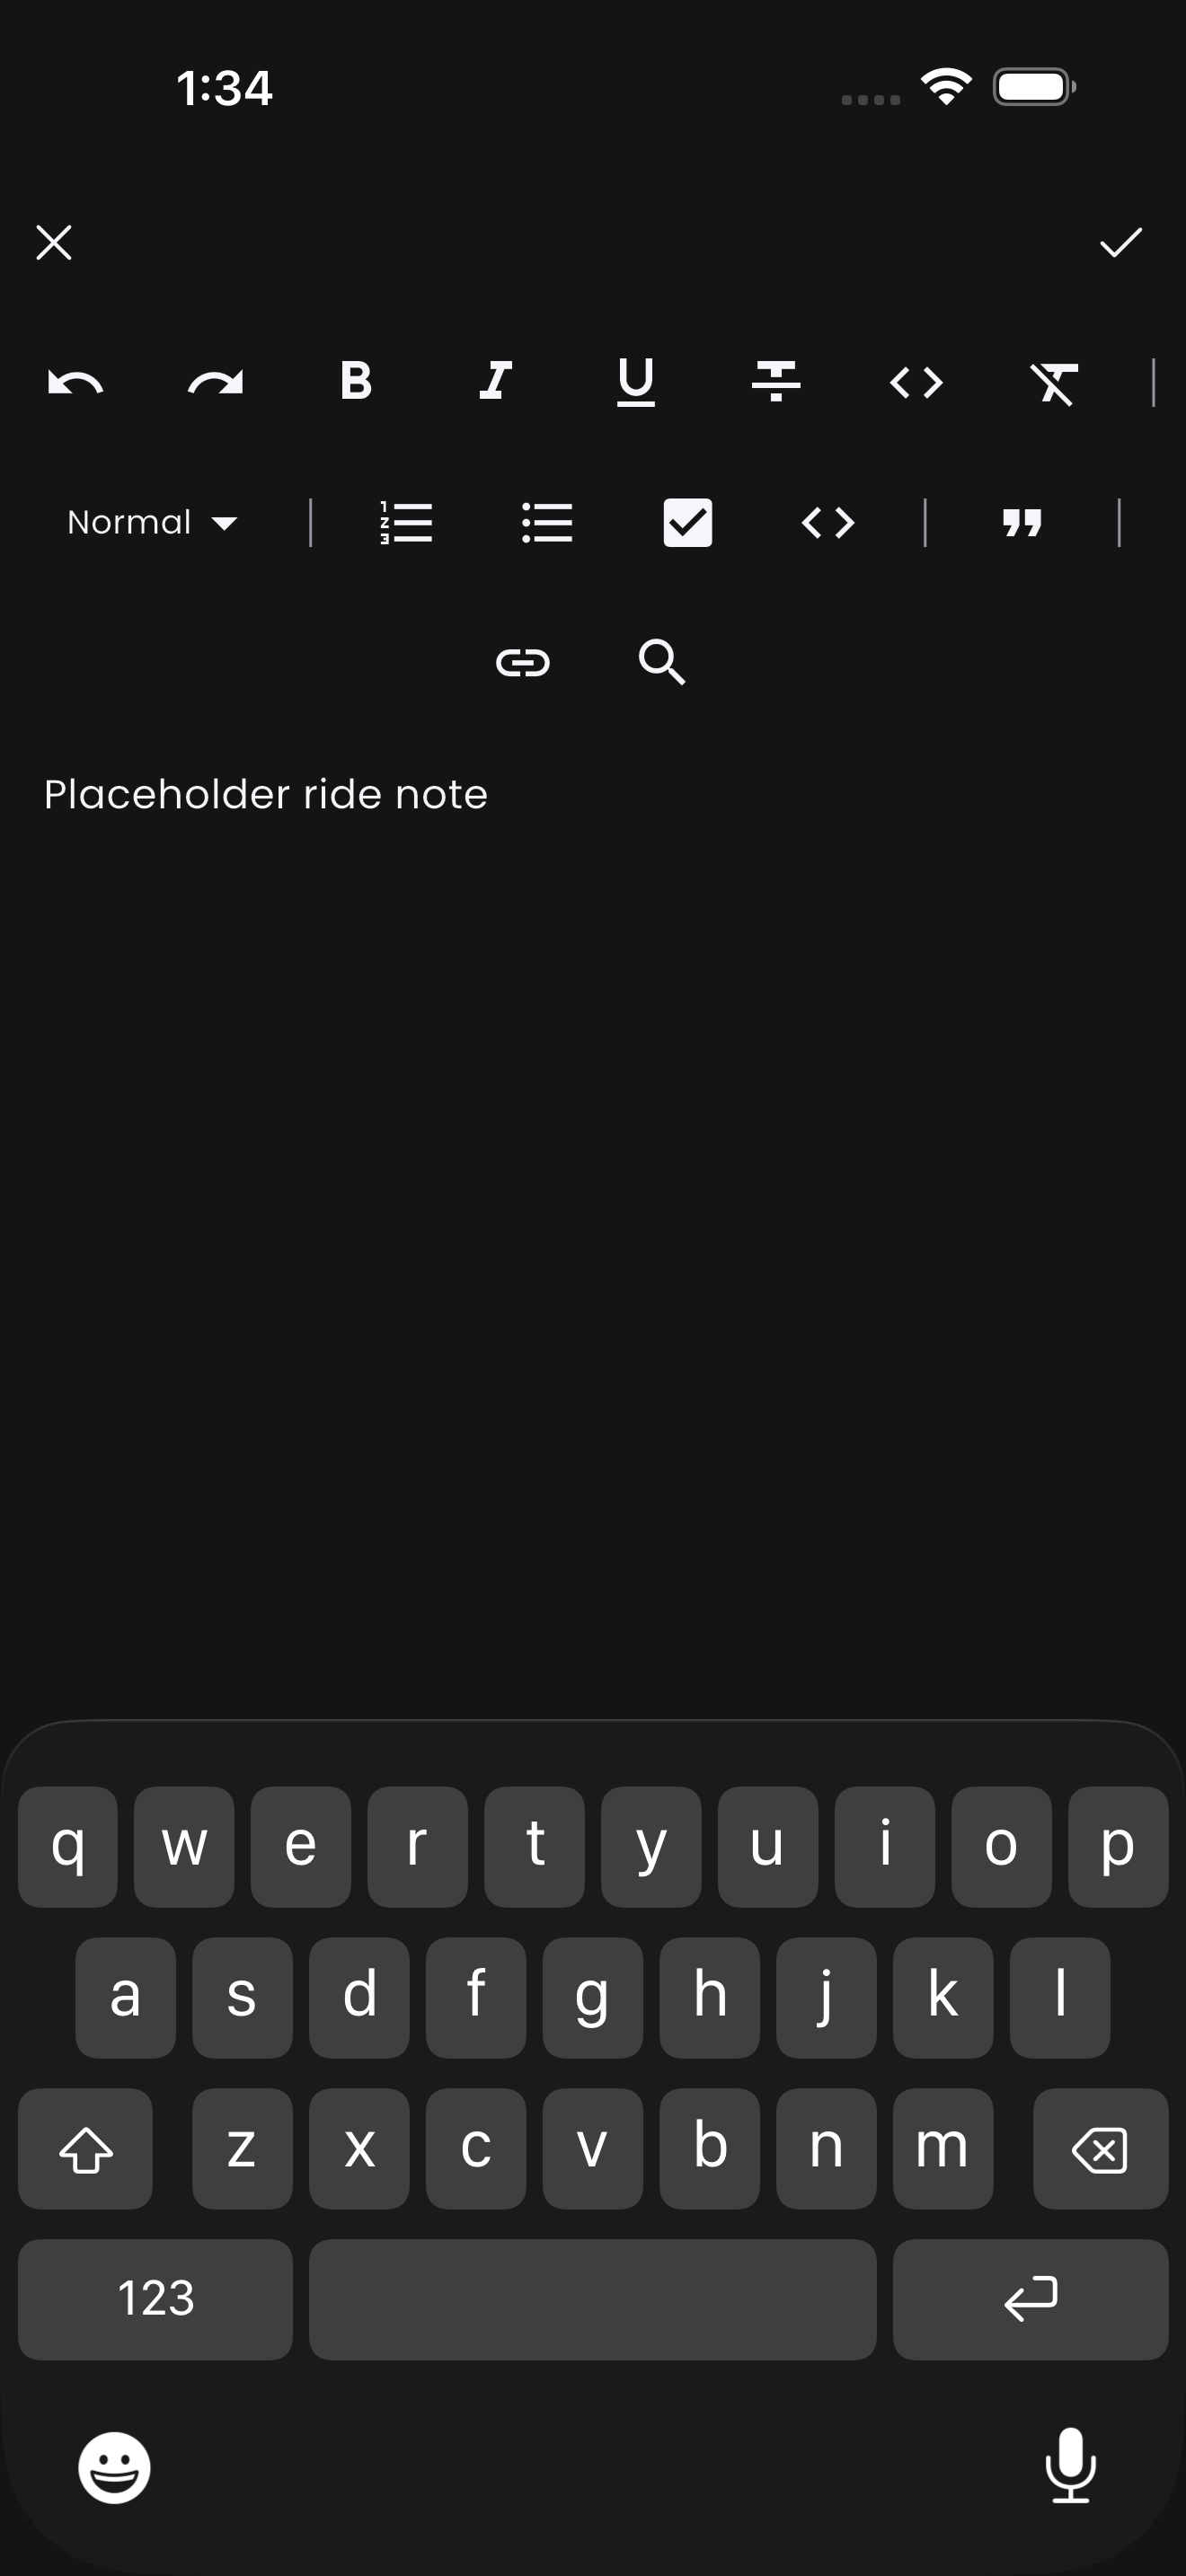 1:34
B I U
Normal
Placeholder ride note
q w e r t y u i o p
a s d f g h j k l
z x c v b n m
123